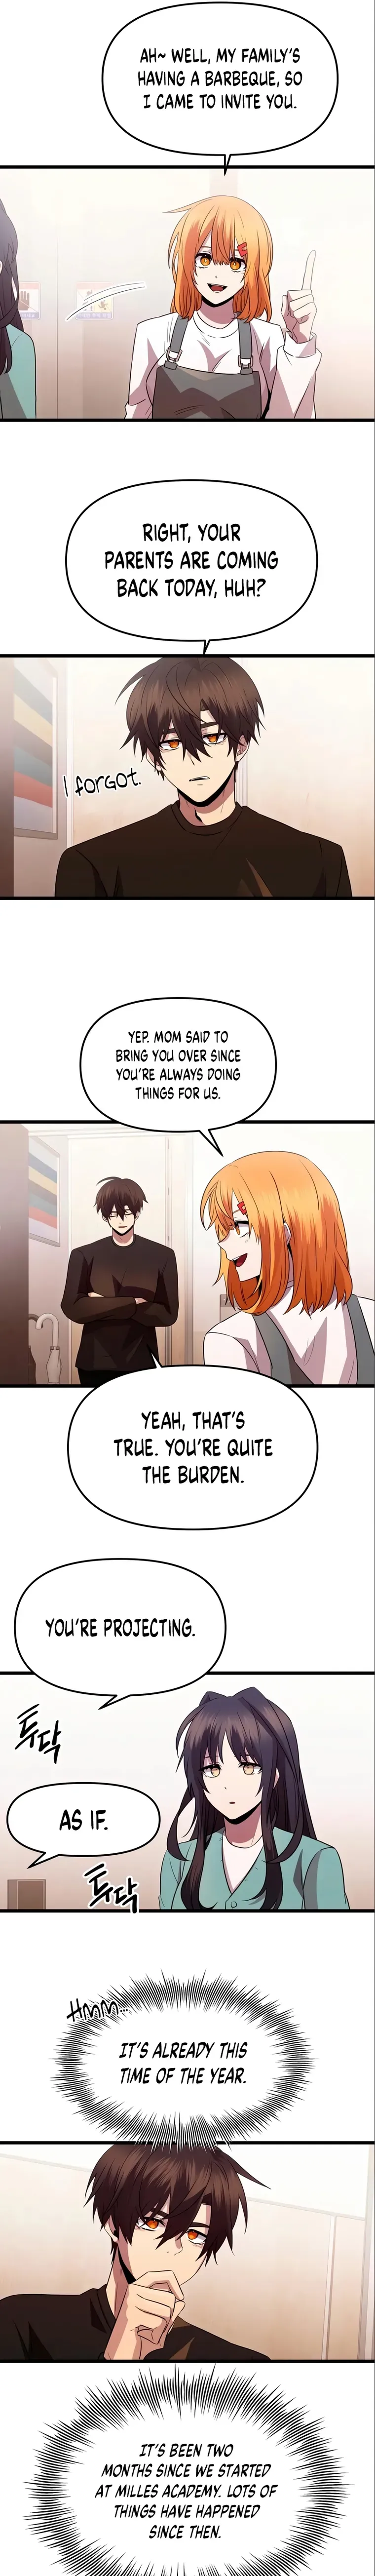 AH~ WELL, MY FAMILY'S
HAVING A BARBEQUE, SO
I CAME TO INVITE YOU.
RIGHT, YOUR
PARENTS ARE COMING
BACK TODAY, HUH?
I forgot.
YEP. MOM SAID TO
BRING YOU OVER SINCE
YOU'RE ALWAYS DOING
THINGS FOR US.
YEAH, THAT'S
TRUE. YOU'RE QUITE
THE BURDEN.
YOU'RE PROJECTING.
투닥
AS IF.
투닥
HMM...
IT'S ALREADY THIS
TIME OF THE YEAR.
IT'S BEEN TWO
MONTHS SINCE WE STARTED
AT MILLES ACADEMY. LOTS OF
THINGS HAVE HAPPENED
SINCE THEN.